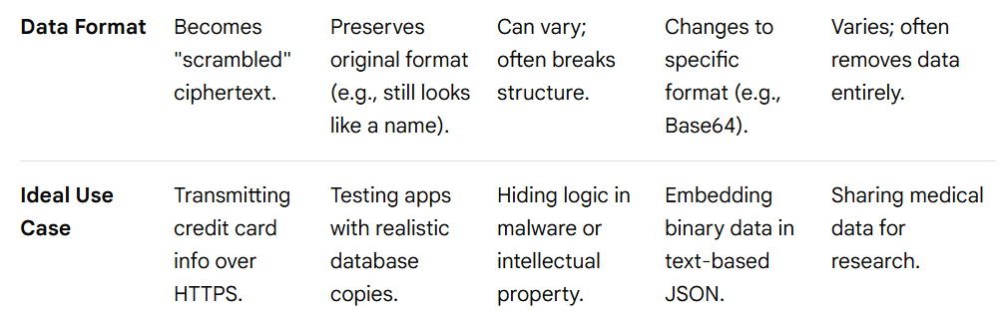 Data Format
Becomes
"scrambled"
ciphertext.
Preserves
original format
(e.g., still looks
like a name).
Can vary;
often breaks
structure.
Changes to
specific
format (e.g.,
Base64).
Varies; often
removes data
entirely.
Ideal Use
Case
Transmitting
credit card
info over
HTTPS.
Testing apps
with realistic
database
copies.
Hiding logic in
malware or
intellectual
property.
Embedding
binary data in
text-based
JSON.
Sharing medical
data for
research.